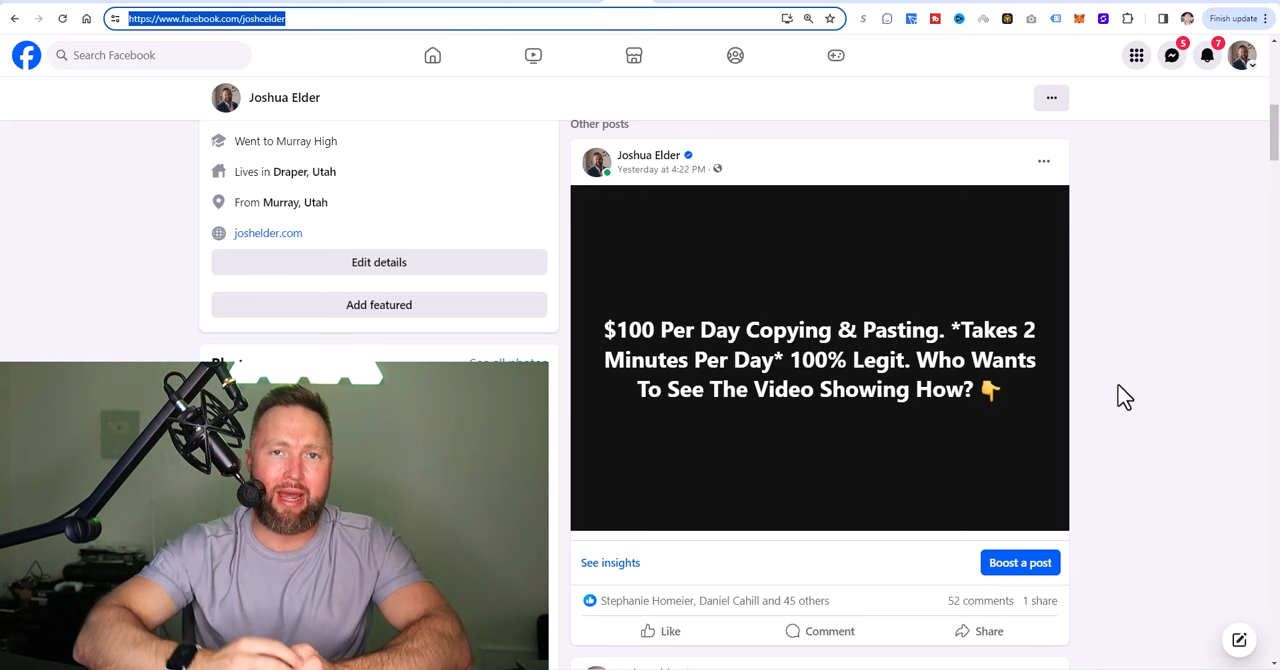 https://www.facebook.com/joshcelder
Finish update
Search Facebook
5
7
Joshua Elder
Went to Murray High
Lives in Draper, Utah
From Murray, Utah
joshelder.com
Edit details
Add featured
See all photos
Other posts
Joshua Elder
Yesterday at 4:22 PM ·
$100 Per Day Copying & Pasting. *Takes 2
Minutes Per Day* 100% Legit. Who Wants
To See The Video Showing How? 👇
See insights
Boost a post
Stephanie Homeier, Daniel Cahill and 45 others
52 comments 1 share
Like
Comment
Share